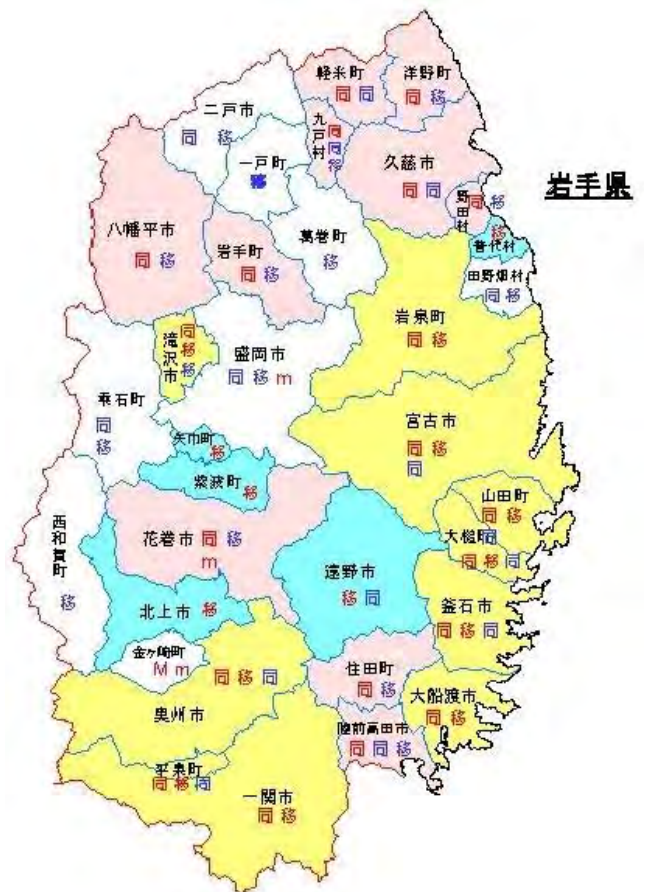 軽米町
同 同
洋野町
同 移
二戸市
同 移
九戸村
同
同
移
一戸町
移
久慈市
同 同
岩手県
野田村
同 移
八幡平市
同 移
岩手町
同 移
葛巻町
移
移
普代村
田野畑村
同 移
岩泉町
同 移
滝沢市
同
移
移
盛岡市
同 移 m
雫石町
同
移
宮古市
同 移
同
矢巾町
移
紫波町 移
山田町
同 移
大槌町
同
同 移 同
西和賀町
移
花巻市 同 移
m
遠野市
移 同
北上市 移
釜石市
同 移 同
金ヶ崎町
M m
同 移 同
奥州市
住田町
同 移
大船渡市
同 移
陸前高田市
同 同 移
平泉町
同 移 同
一関市
同 移